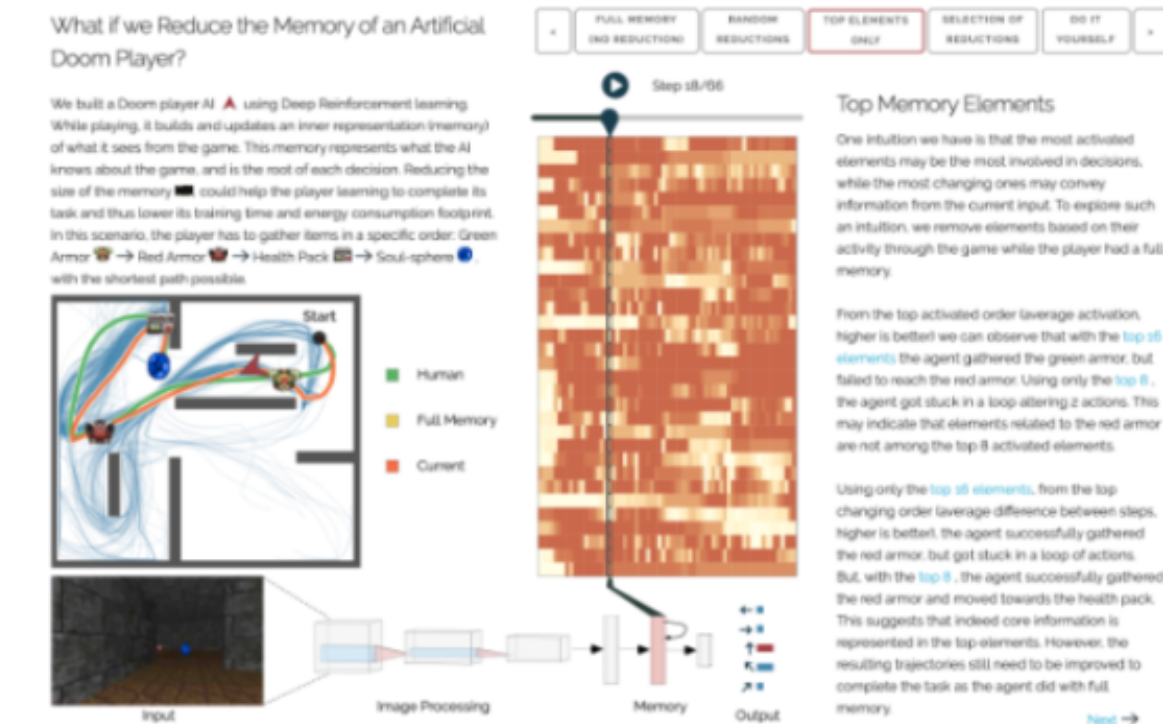 What if we Reduce the Memory of an Artificial
Doom Player?
We built a Doom player AI using Deep Reinforcement learning.
While playing, it builds and updates an inner representation (memory)
of what it sees from the game. This memory represents what the AI
knows about the game, and is the root of each decision. Reducing the
size of the memory could help the player learning to complete its
task and thus lower its training time and energy consumption footprint.
In this scenario, the player has to gather items in a specific order: Green
Armor → Red Armor → Health Pack → Soul-sphere ,
with the shortest path possible.
Start
Human
Full Memory
Current
Input
Image Processing
Memory
Output
<
FULL MEMORY
(NO REDUCTION)
RANDOM
REDUCTIONS
TOP ELEMENTS
ONLY
SELECTION OF
REDUCTIONS
DO IT
YOURSELF
>
Step 18/66
Top Memory Elements
One intuition we have is that the most activated
elements may be the most involved in decisions,
while the most changing ones may convey
information from the current input. To explore such
an intuition, we remove elements based on their
activity through the game while the player had a full
memory.
From the top activated order (average activation,
higher is better) we can observe that with the top 16
elements the agent gathered the green armor, but
failed to reach the red armor. Using only the top 8 ,
the agent got stuck in a loop altering 2 actions. This
may indicate that elements related to the red armor
are not among the top 8 activated elements.
Using only the top 16 elements, from the top
changing order (average difference between steps,
higher is better), the agent successfully gathered
the red armor, but got stuck in a loop of actions.
But, with the top 8 , the agent successfully gathered
the red armor and moved towards the health pack.
This suggests that indeed core information is
represented in the top-elements. However, the
resulting trajectories still need to be improved to
complete the task as the agent did with full
memory.
Next →